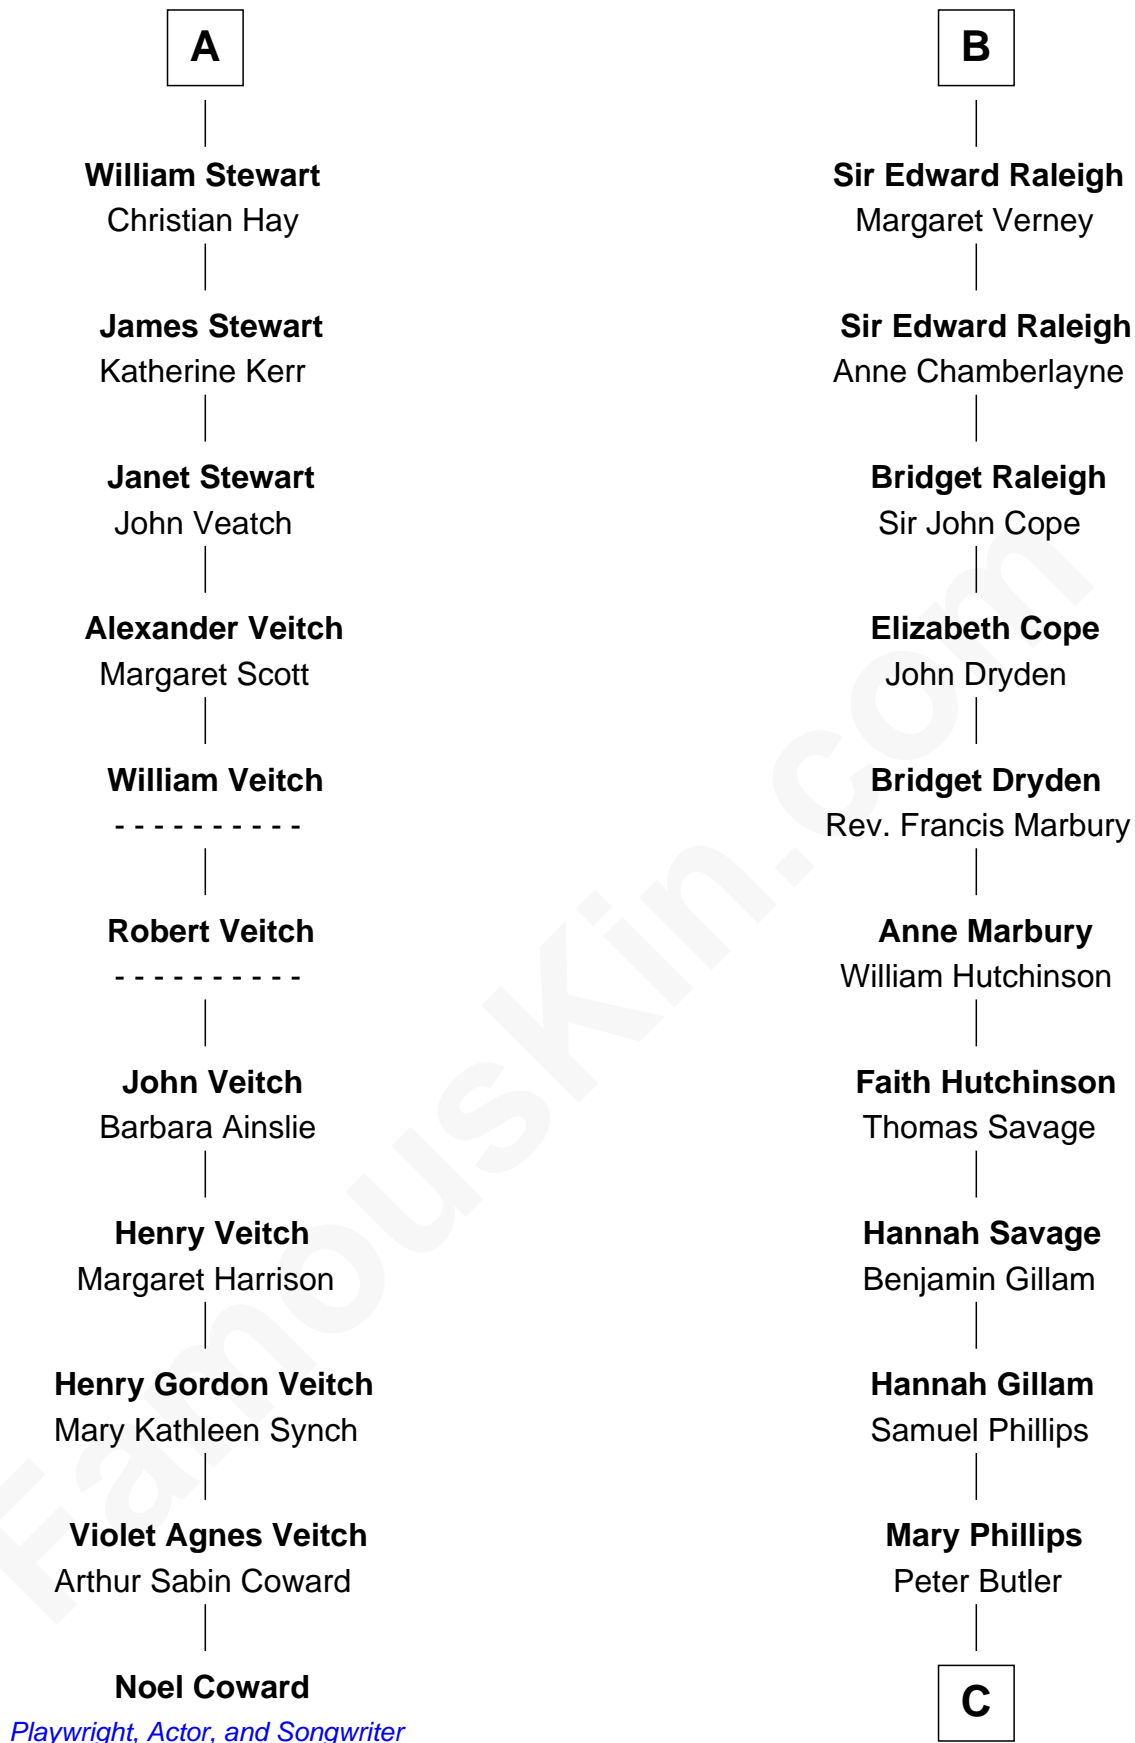 A
William Stewart
Christian Hay
James Stewart
Katherine Kerr
Janet Stewart
John Veatch
Alexander Veitch
Margaret Scott
William Veitch
- - - - - - - - - -
Robert Veitch
- - - - - - - - - -
John Veitch
Barbara Ainslie
Henry Veitch
Margaret Harrison
Henry Gordon Veitch
Mary Kathleen Synch
Violet Agnes Veitch
Arthur Sabin Coward
Noel Coward
Playwright, Actor, and Songwriter
B
Sir Edward Raleigh
Margaret Verney
Sir Edward Raleigh
Anne Chamberlayne
Bridget Raleigh
Sir John Cope
Elizabeth Cope
John Dryden
Bridget Dryden
Rev. Francis Marbury
Anne Marbury
William Hutchinson
Faith Hutchinson
Thomas Savage
Hannah Savage
Benjamin Gillam
Hannah Gillam
Samuel Phillips
Mary Phillips
Peter Butler
C
FamousKin.com